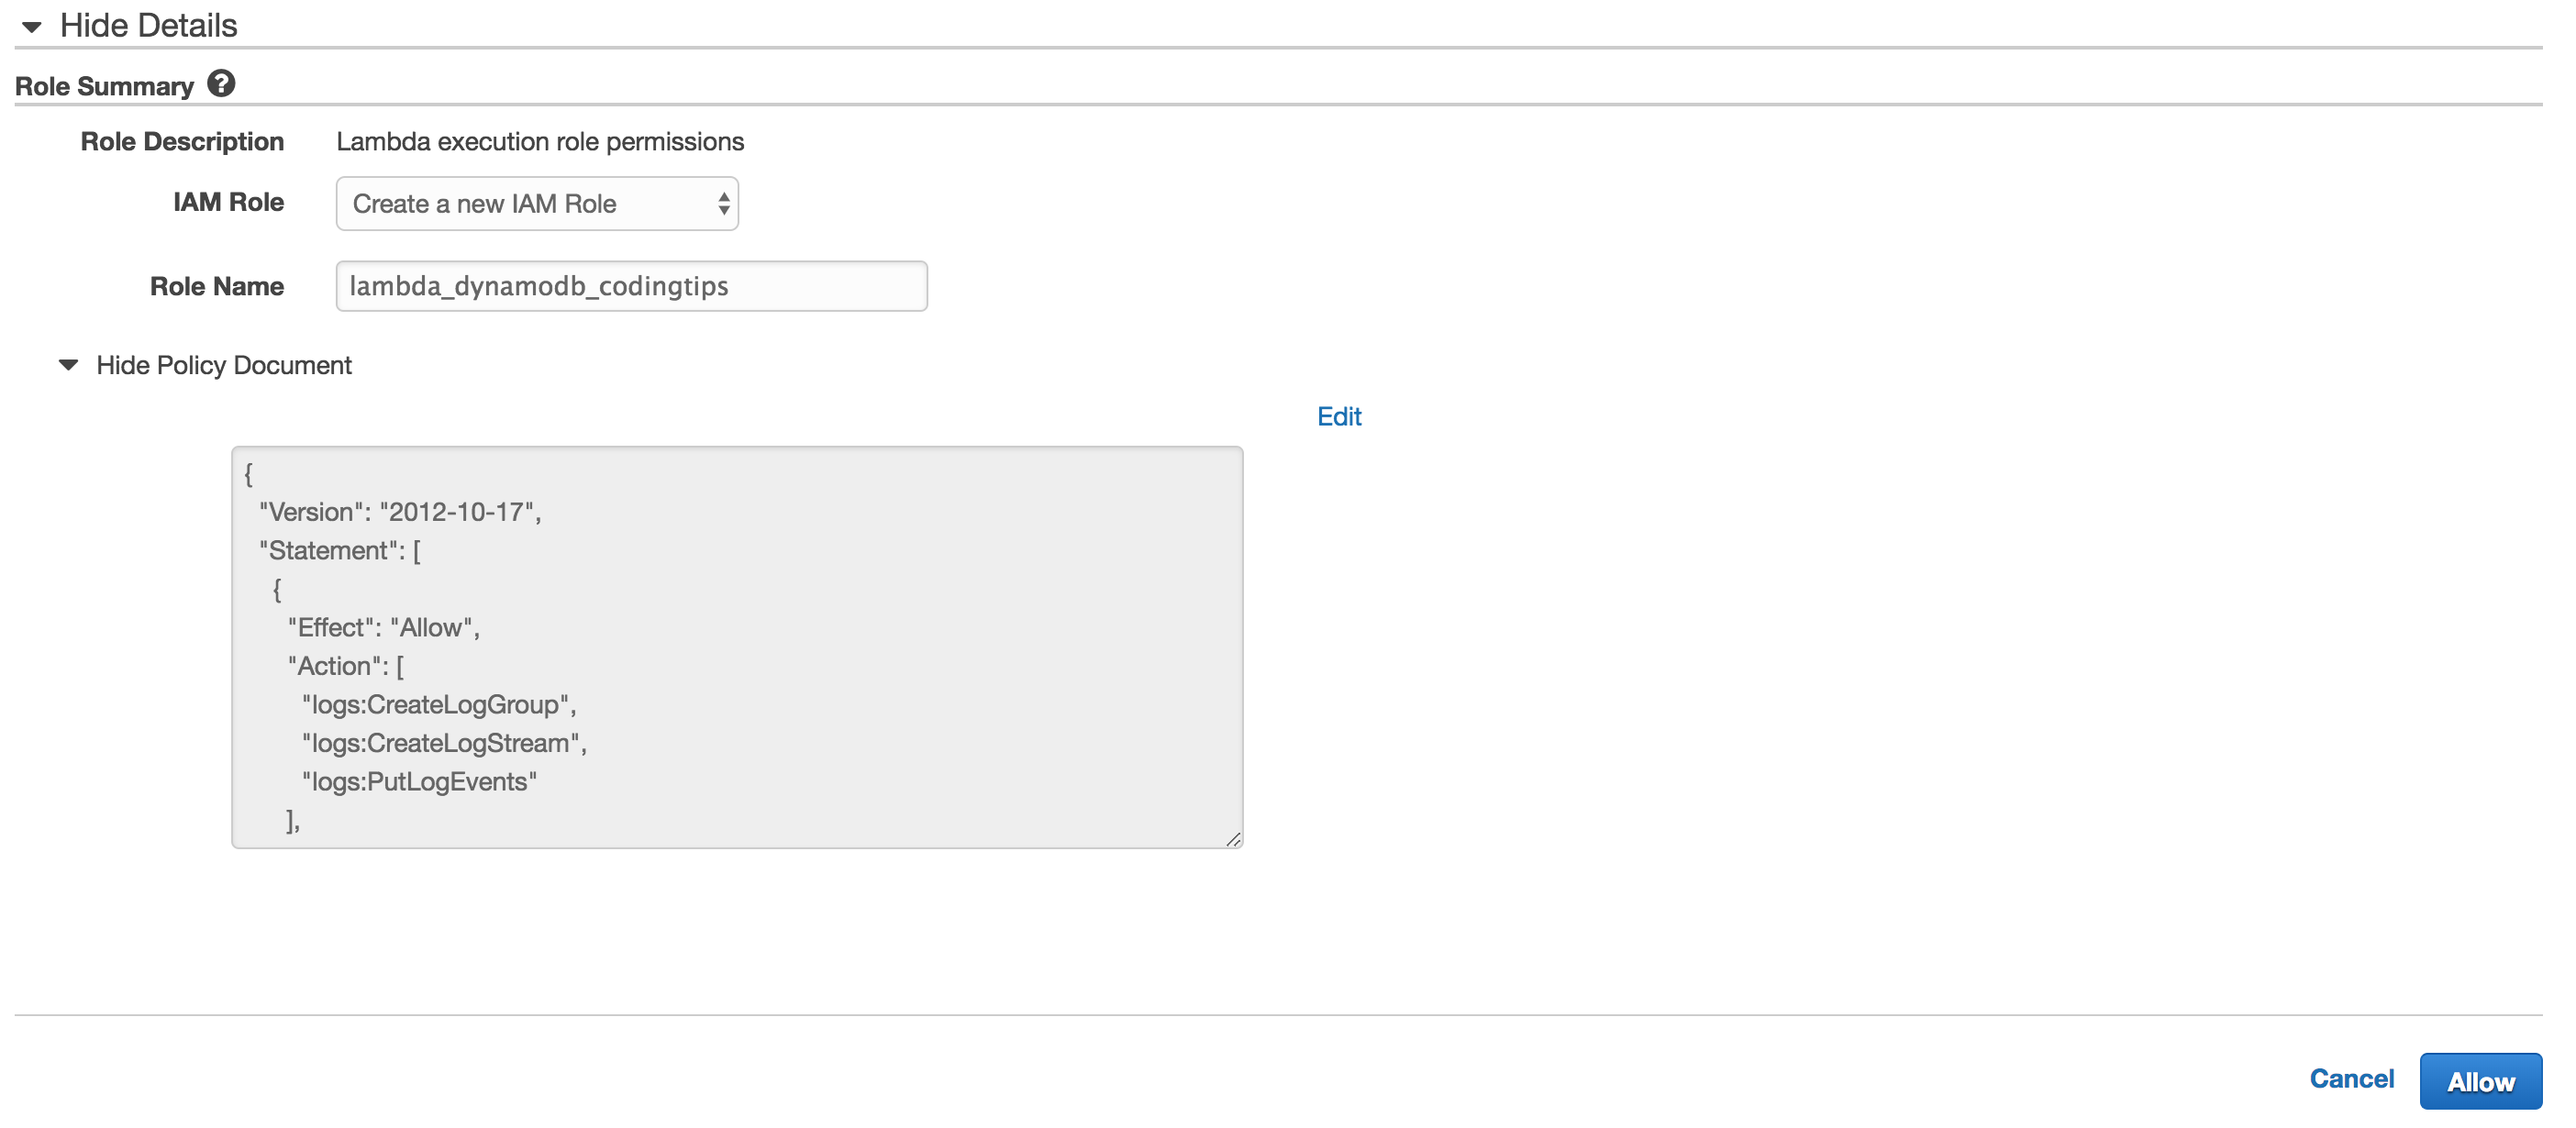 Hide Details
Role Summary ?
Role Description Lambda execution role permissions
IAM Role Create a new IAM Role
Role Name lambda_dynamodb_codingtips
Hide Policy Document
Edit
{
"Version": "2012-10-17",
"Statement": [
{
"Effect": "Allow",
"Action": [
"logs:CreateLogGroup",
"logs:CreateLogStream",
"logs:PutLogEvents"
],
Cancel Allow